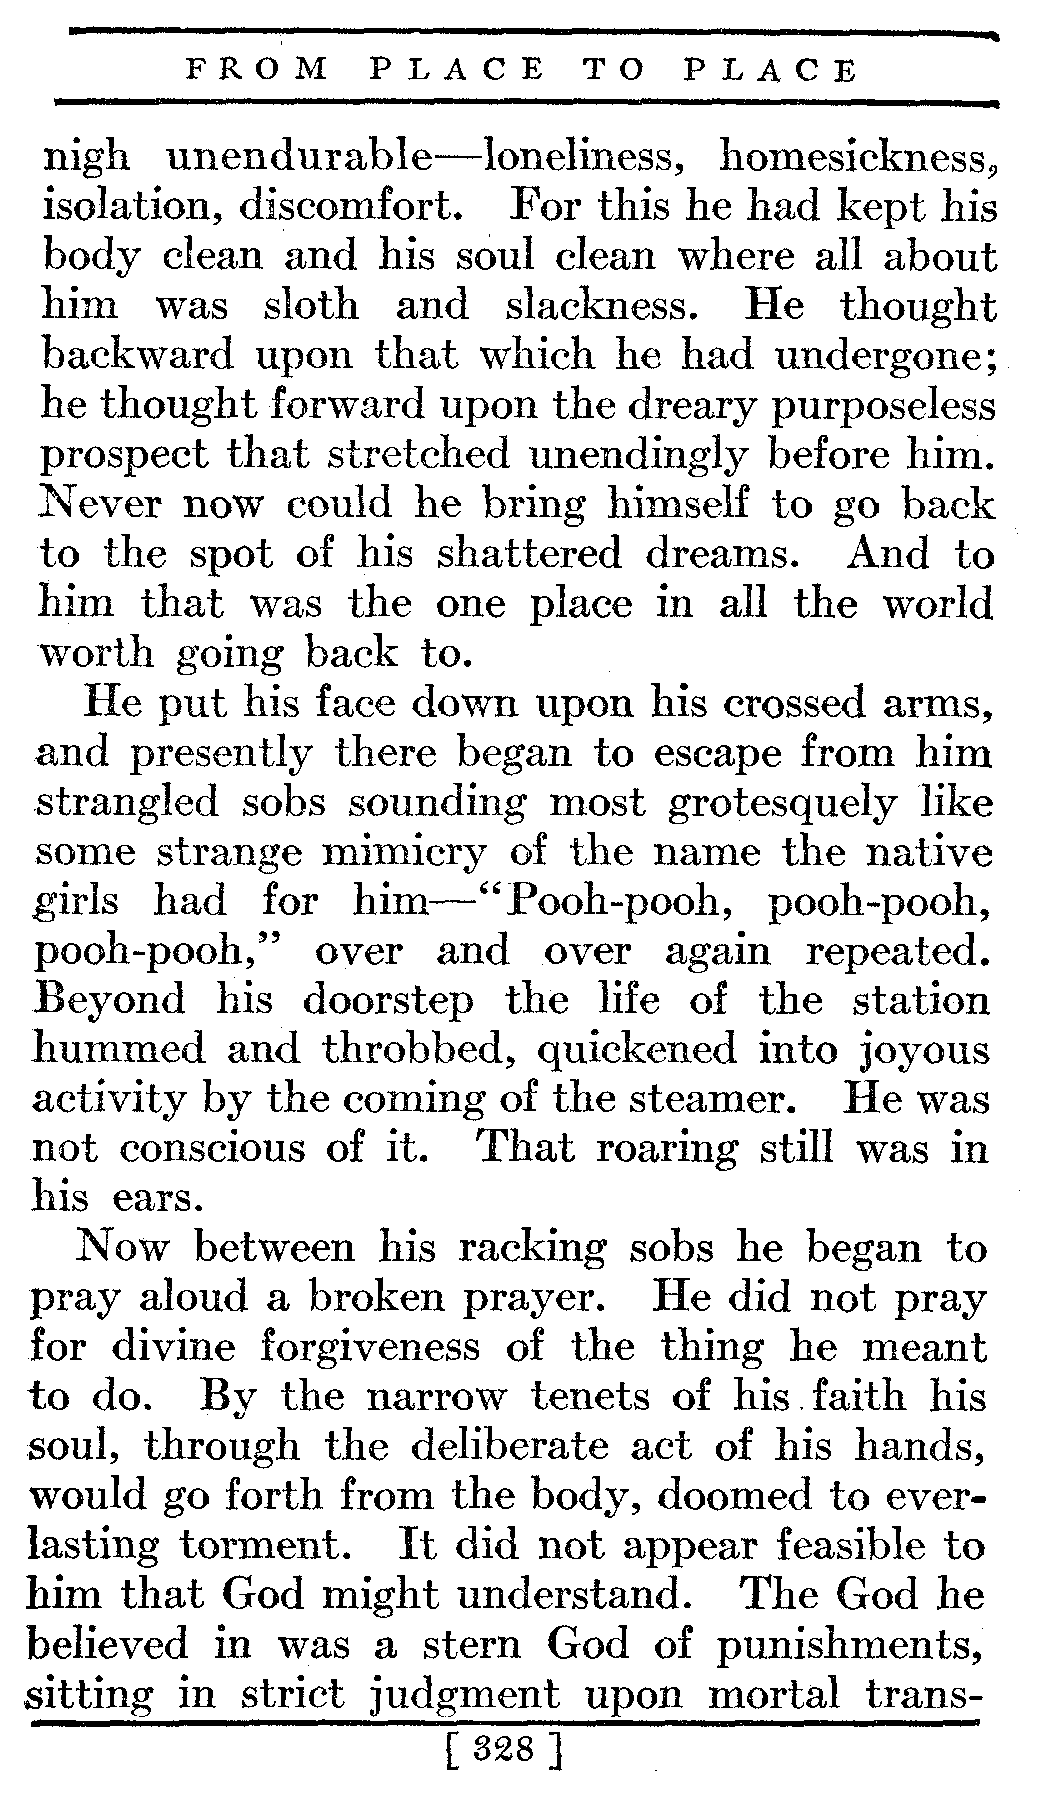 FROM PLACE TO PLACE
nigh unendurable—loneliness, homesickness,
isolation, discomfort. For this he had kept his
body clean and his soul clean where all about
him was sloth and slackness. He thought
backward upon that which he had undergone;
he thought forward upon the dreary purposeless
prospect that stretched unendingly before him.
Never now could he bring himself to go back
to the spot of his shattered dreams. And to
him that was the one place in all the world
worth going back to.
He put his face down upon his crossed arms,
and presently there began to escape from him
strangled sobs sounding most grotesquely like
some strange mimicry of the name the native
girls had for him—“Pooh-pooh, pooh-pooh,
pooh-pooh,” over and over again repeated.
Beyond his doorstep the life of the station
hummed and throbbed, quickened into joyous
activity by the coming of the steamer. He was
not conscious of it. That roaring still was in
his ears.
Now between his racking sobs he began to
pray aloud a broken prayer. He did not pray
for divine forgiveness of the thing he meant
to do. By the narrow tenets of his faith his
soul, through the deliberate act of his hands,
would go forth from the body, doomed to ever-
lasting torment. It did not appear feasible to
him that God might understand. The God he
believed in was a stern God of punishments,
sitting in strict judgment upon mortal trans-
[ 328 ]